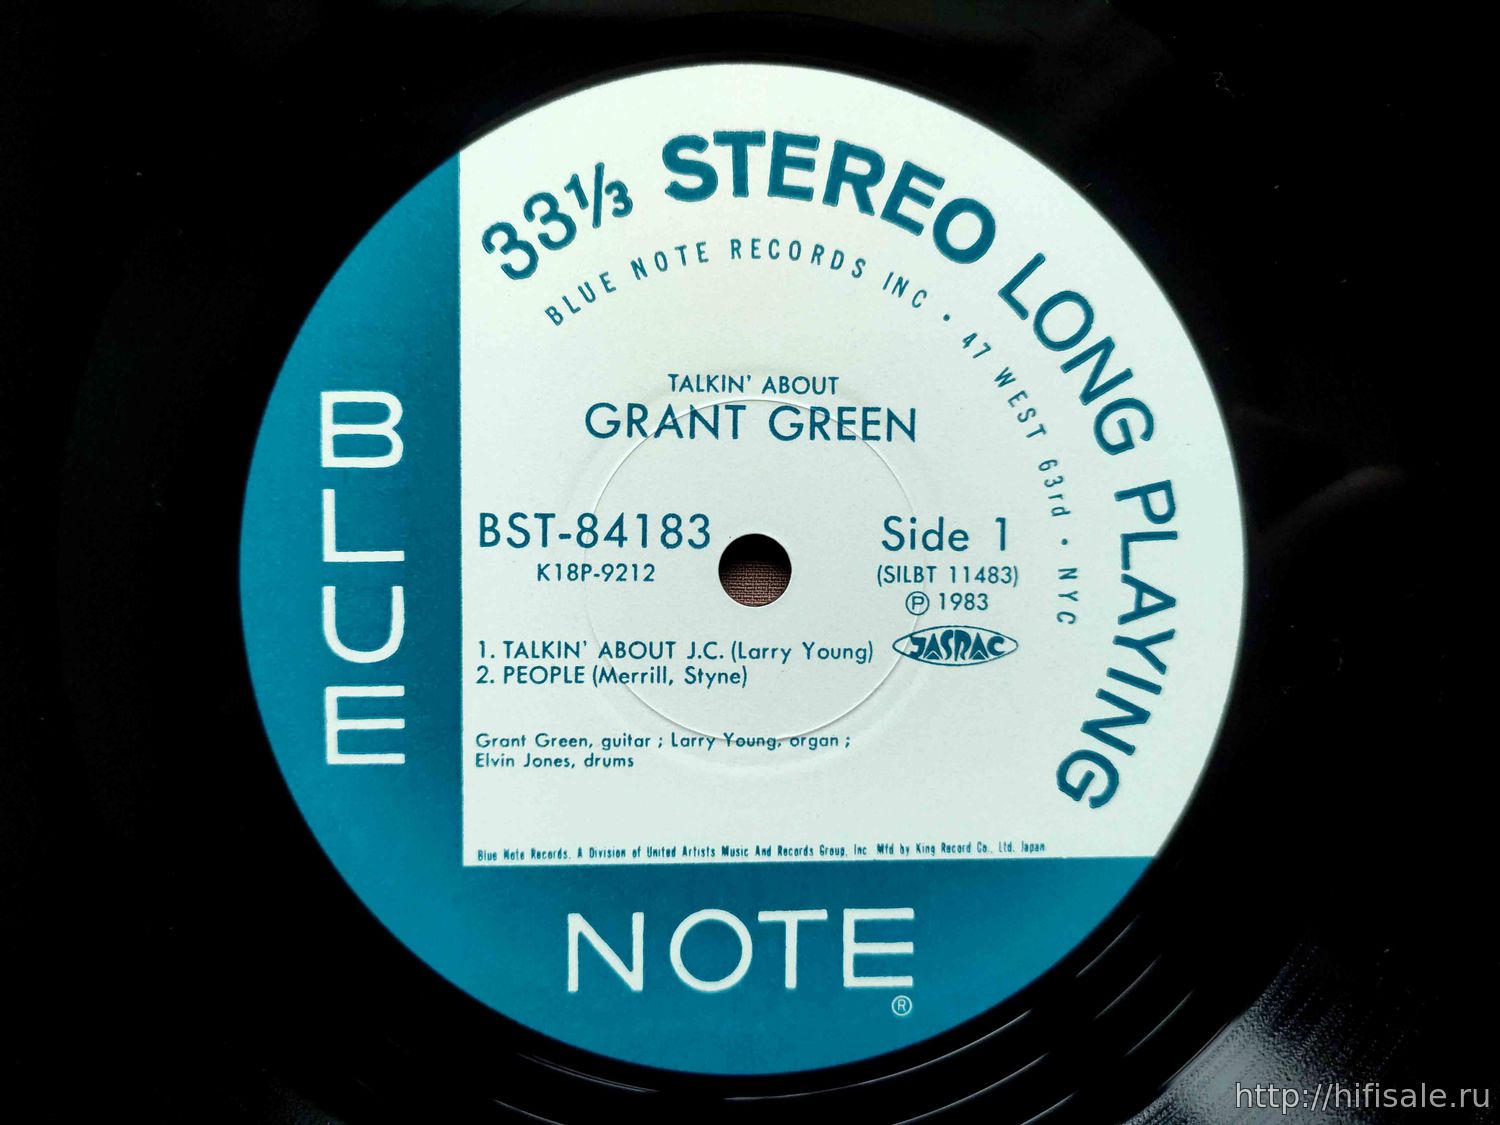 33⅓ STEREO LONG PLAYING
BLUE NOTE RECORDS INC • 47 WEST 63rd • NYC
TALKIN' ABOUT
GRANT GREEN
BST-84183
K18P-9212
Side 1
(SILBT 11483)
Ⓟ 1983
JASRAC
1. TALKIN' ABOUT J.C. (Larry Young)
2. PEOPLE (Merrill, Styne)
Grant Green, guitar ; Larry Young, organ ;
Elvin Jones, drums
Blue Note Records. A Division of United Artists Music And Records Group, Inc. Mfd by King Record Co., Ltd. Japan
BLUE
NOTE
®
http://hifisale.ru